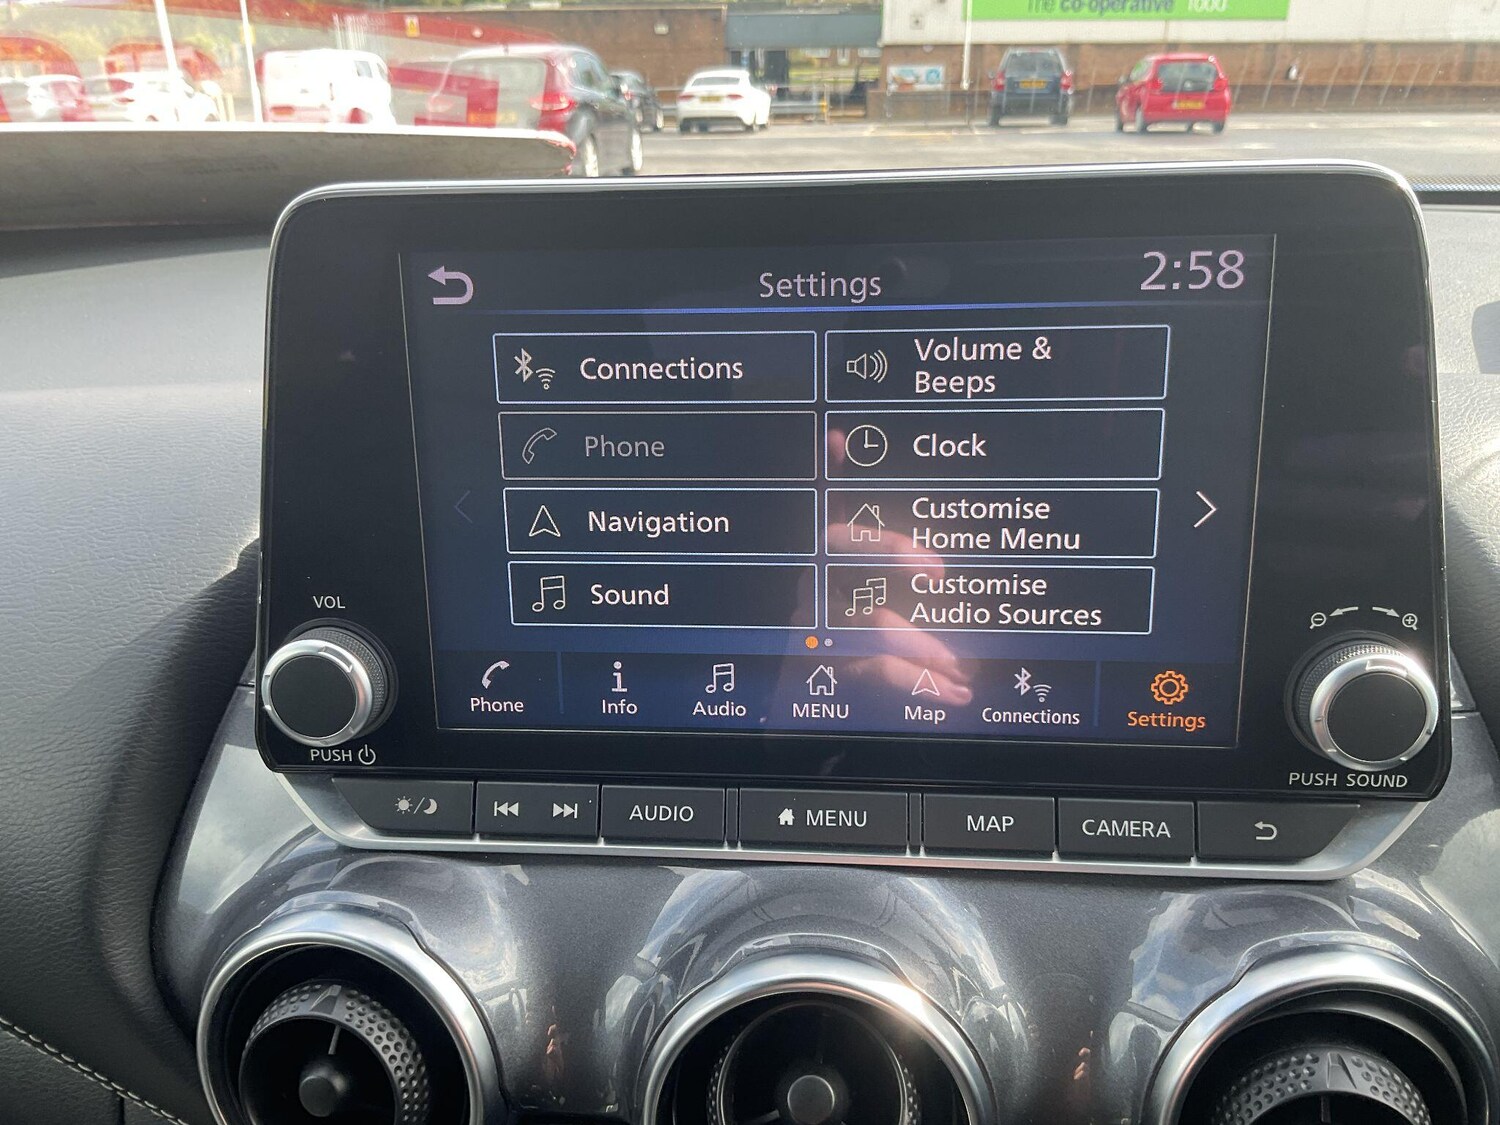 The co-operative food
Settings
2:58
Connections
Volume &
Beeps
Phone
Clock
Navigation
Customise
Home Menu
Sound
Customise
Audio Sources
Phone
Info
Audio
MENU
Map
Connections
Settings
VOL
PUSH
PUSH SOUND
AUDIO
MENU
MAP
CAMERA